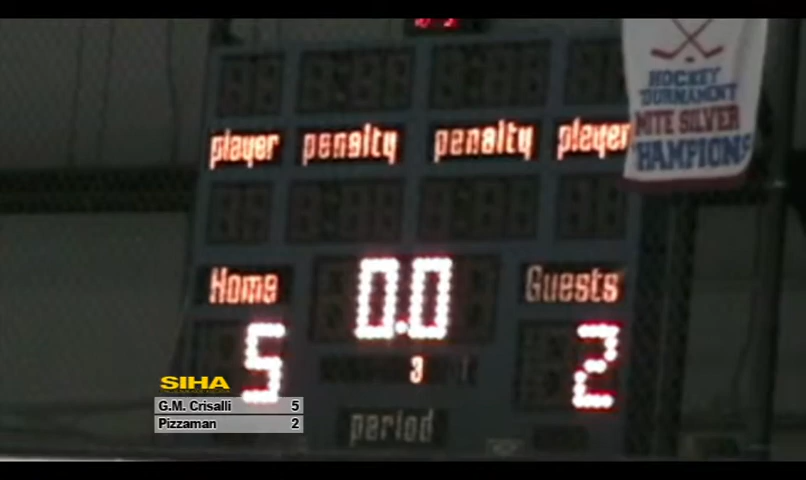 HOCKEY
TOURNAMENT
MITE SILVER
CHAMPIONS
player penalty penalty player
Home 0.0 Guests
5 3 2
period
SIHA
G.M. Crisalli 5
Pizzaman 2